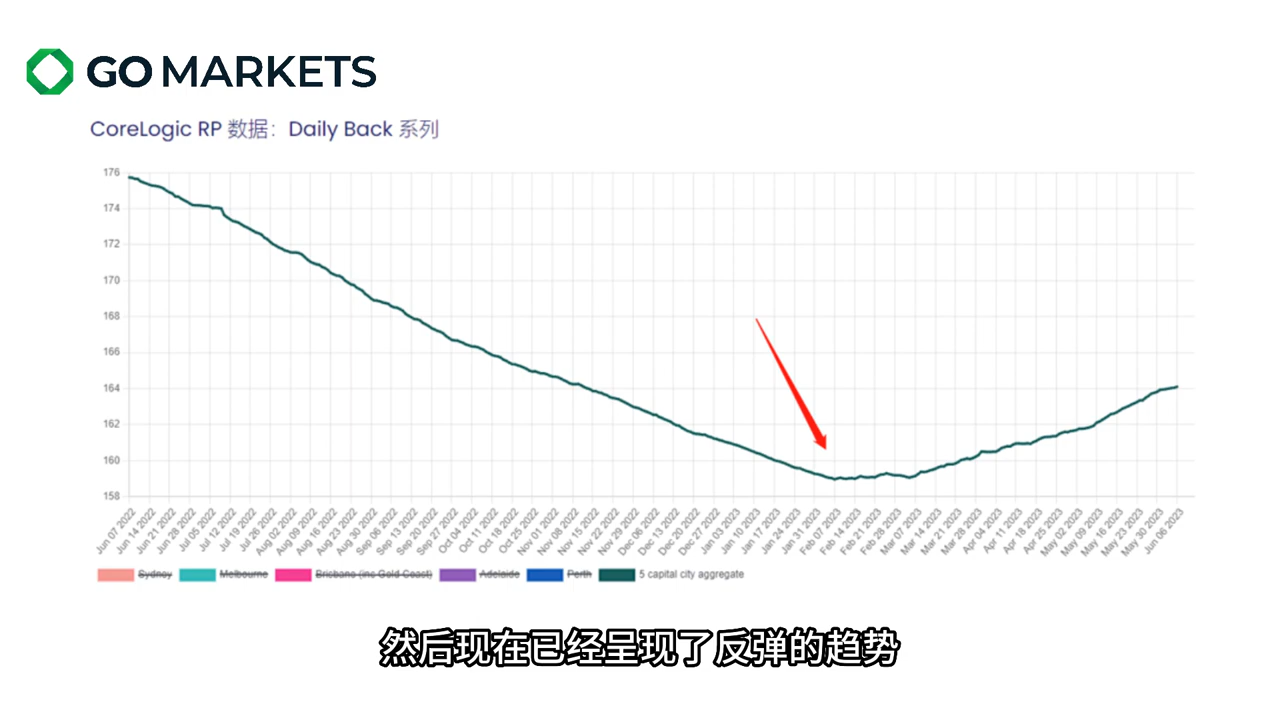 GO MARKETS
CoreLogic RP 数据：Daily Back 系列
176
174
172
170
168
166
164
162
160
158
Jun 07 2022
Jun 14 2022
Jun 21 2022
Jun 28 2022
Jul 05 2022
Jul 12 2022
Jul 19 2022
Jul 26 2022
Aug 02 2022
Aug 09 2022
Aug 16 2022
Aug 23 2022
Aug 30 2022
Sep 06 2022
Sep 13 2022
Sep 20 2022
Sep 27 2022
Oct 04 2022
Oct 11 2022
Oct 18 2022
Oct 25 2022
Nov 01 2022
Nov 08 2022
Nov 15 2022
Nov 22 2022
Nov 29 2022
Dec 06 2022
Dec 13 2022
Dec 20 2022
Dec 27 2022
Jan 03 2023
Jan 10 2023
Jan 17 2023
Jan 24 2023
Jan 31 2023
Feb 07 2023
Feb 14 2023
Feb 21 2023
Feb 28 2023
Mar 07 2023
Mar 14 2023
Mar 21 2023
Mar 28 2023
Apr 04 2023
Apr 11 2023
Apr 18 2023
Apr 25 2023
May 02 2023
May 09 2023
May 16 2023
May 23 2023
May 30 2023
Jun 06 2023
Sydney Melbourne Brisbane (inc Gold Coast) Adelaide Perth 5 capital city aggregate
然后现在已经呈现了反弹的趋势